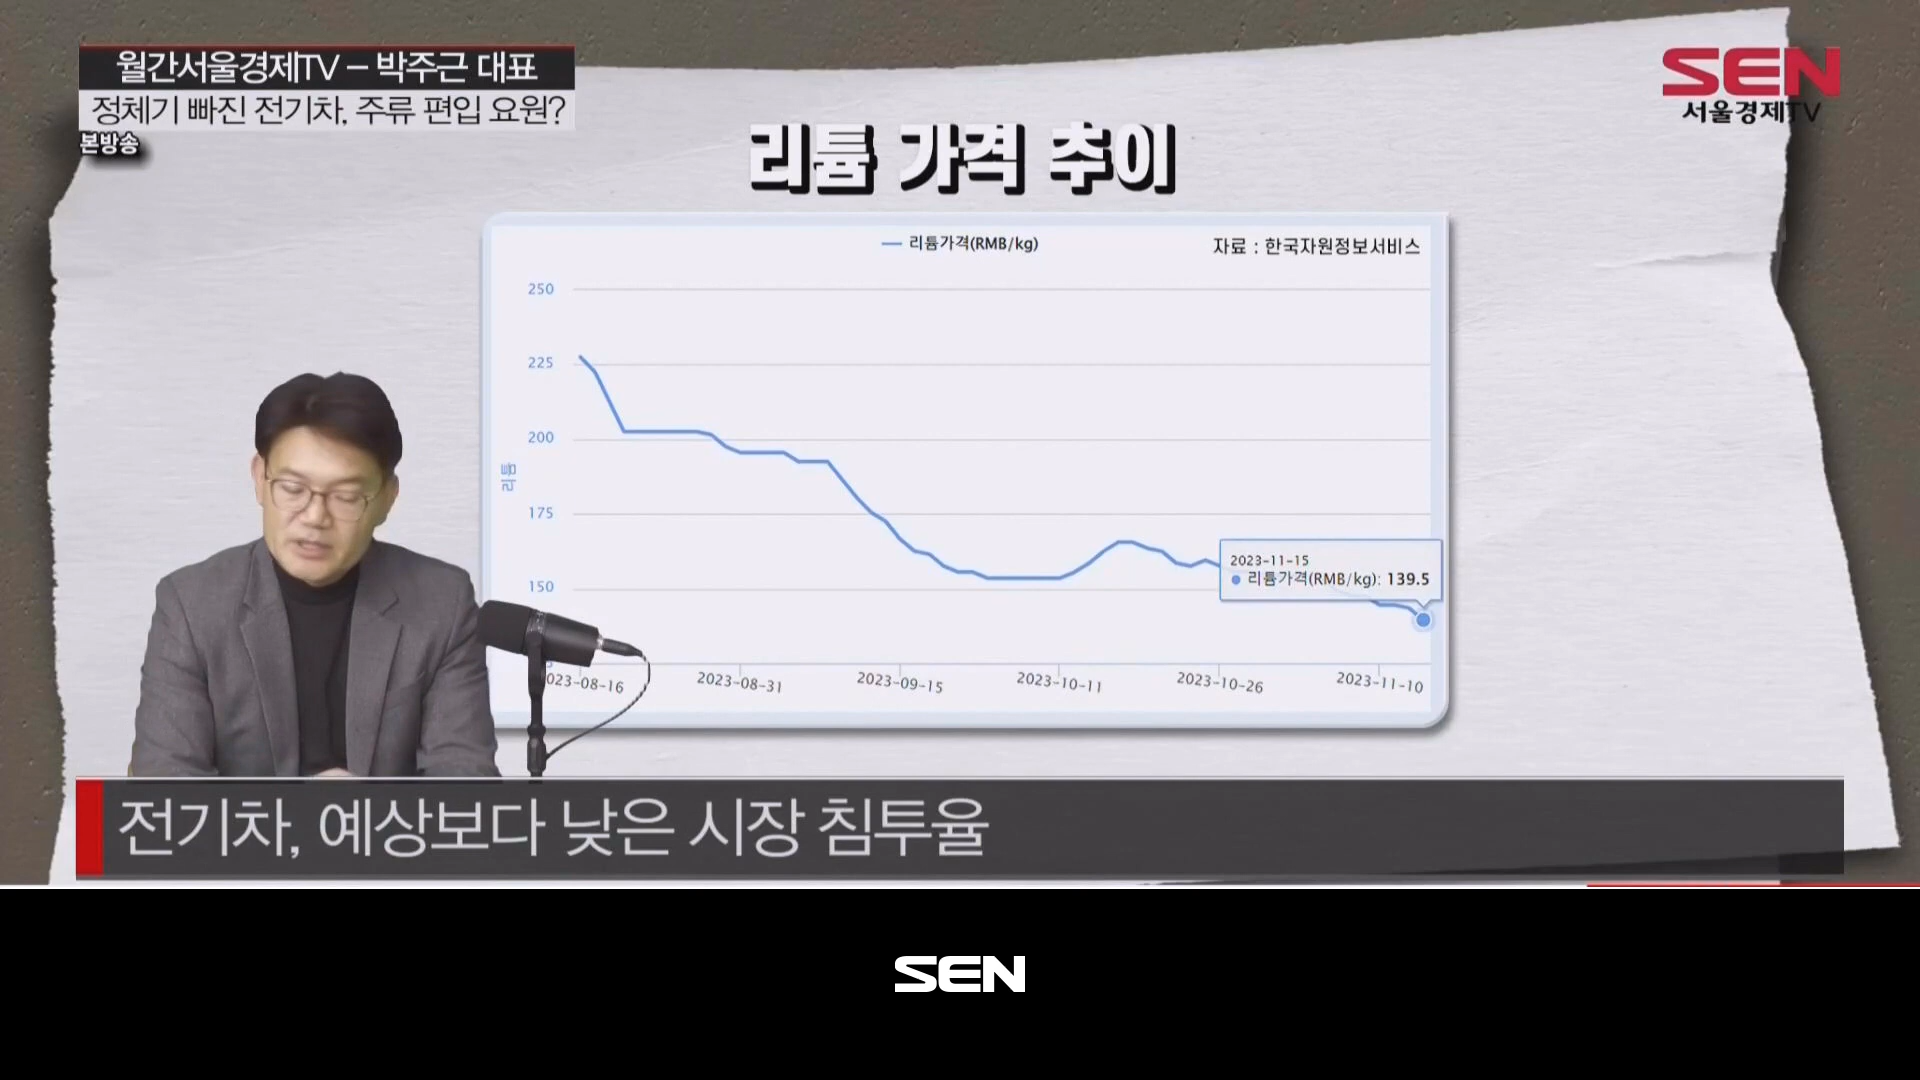 월간서울경제TV – 박주근 대표
정체기 빠진 전기차, 주류 편입 요원?
본방송
SEN
서울경제TV
리튬 가격 추이
리튬가격(RMB/kg)
자료 : 한국자원정보서비스
250
225
200
175
150
리튬
2023-11-15
리튬가격(RMB/kg): 139.5
023-08-16
2023-08-31
2023-09-15
2023-10-11
2023-10-26
2023-11-10
전기차, 예상보다 낮은 시장 침투율
SEN